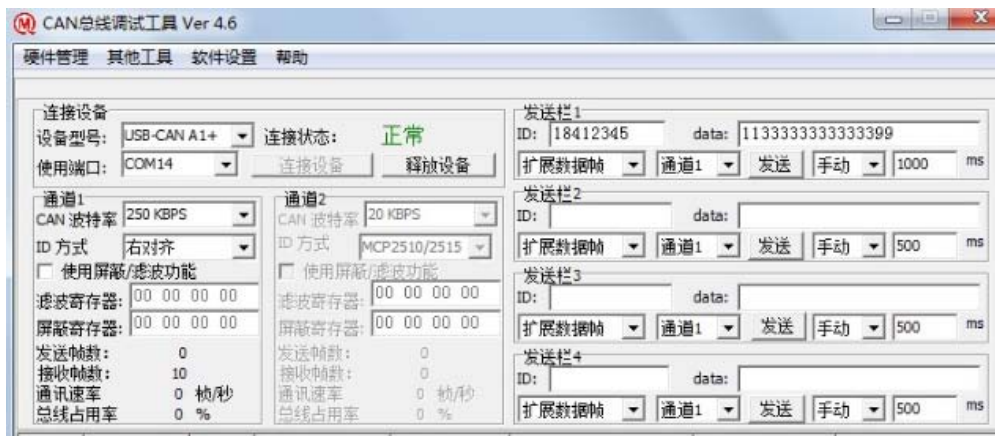 CAN总线调试工具 Ver 4.6
硬件管理 其他工具 软件设置 帮助
连接设备
设备型号: USB-CAN A1+ 连接状态: 正常
使用端口: COM14 连接设备 释放设备
通道1
CAN 波特率 250 KBPS
ID 方式 右对齐
使用屏蔽/滤波功能
滤波寄存器: 00 00 00 00
屏蔽寄存器: 00 00 00 00
发送帧数: 0
接收帧数: 10
通讯速率 0 帧/秒
总线占用率 0 %
通道2
CAN 波特率 20 KBPS
ID 方式 MCP2510/2515
使用屏蔽/滤波功能
滤波寄存器: 00 00 00 00
屏蔽寄存器: 00 00 00 00
发送帧数: 0
接收帧数: 0
通讯速率 0 帧/秒
总线占用率 0 %
发送栏1
ID: 18412345 data: 1133333333333399
扩展数据帧 通道1 发送 手动 1000 ms
发送栏2
ID: data:
扩展数据帧 通道1 发送 手动 500 ms
发送栏3
ID: data:
扩展数据帧 通道1 发送 手动 500 ms
发送栏4
ID: data:
扩展数据帧 通道1 发送 手动 500 ms